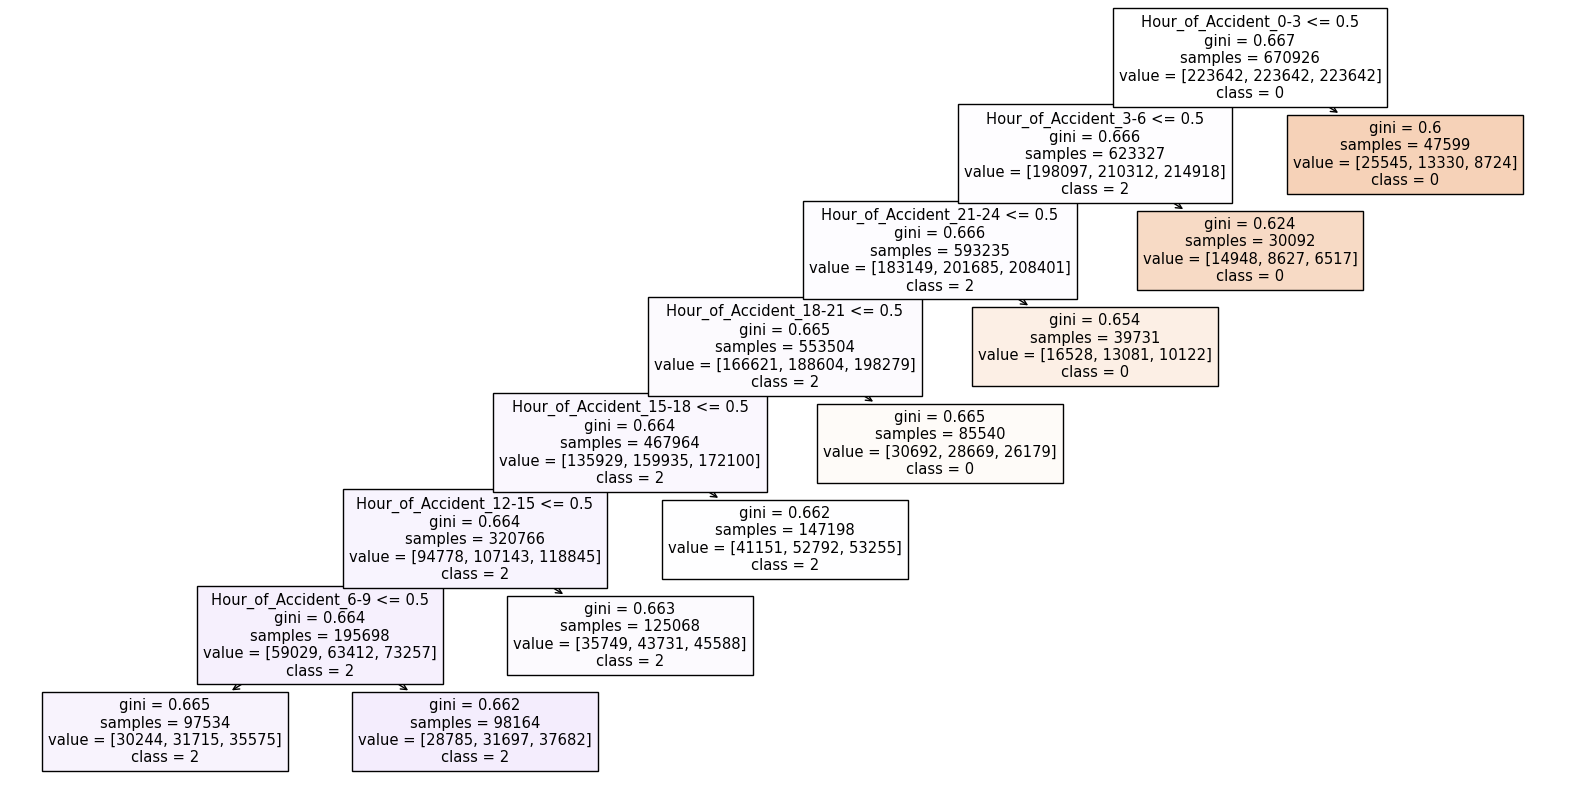 Hour_of_Accident_0-3 <= 0.5
gini = 0.667
samples = 670926
value = [223642, 223642, 223642]
class = 0
Hour_of_Accident_3-6 <= 0.5
gini = 0.666
samples = 623327
value = [198097, 210312, 214918]
class = 2
gini = 0.6
samples = 47599
value = [25545, 13330, 8724]
class = 0
Hour_of_Accident_21-24 <= 0.5
gini = 0.666
samples = 593235
value = [183149, 201685, 208401]
class = 2
gini = 0.624
samples = 30092
value = [14948, 8627, 6517]
class = 0
Hour_of_Accident_18-21 <= 0.5
gini = 0.665
samples = 553504
value = [166621, 188604, 198279]
class = 2
gini = 0.654
samples = 39731
value = [16528, 13081, 10122]
class = 0
Hour_of_Accident_15-18 <= 0.5
gini = 0.664
samples = 467964
value = [135929, 159935, 172100]
class = 2
gini = 0.665
samples = 85540
value = [30692, 28669, 26179]
class = 0
Hour_of_Accident_12-15 <= 0.5
gini = 0.664
samples = 320766
value = [94778, 107143, 118845]
class = 2
gini = 0.662
samples = 147198
value = [41151, 52792, 53255]
class = 2
Hour_of_Accident_6-9 <= 0.5
gini = 0.664
samples = 195698
value = [59029, 63412, 73257]
class = 2
gini = 0.663
samples = 125068
value = [35749, 43731, 45588]
class = 2
gini = 0.665
samples = 97534
value = [30244, 31715, 35575]
class = 2
gini = 0.662
samples = 98164
value = [28785, 31697, 37682]
class = 2